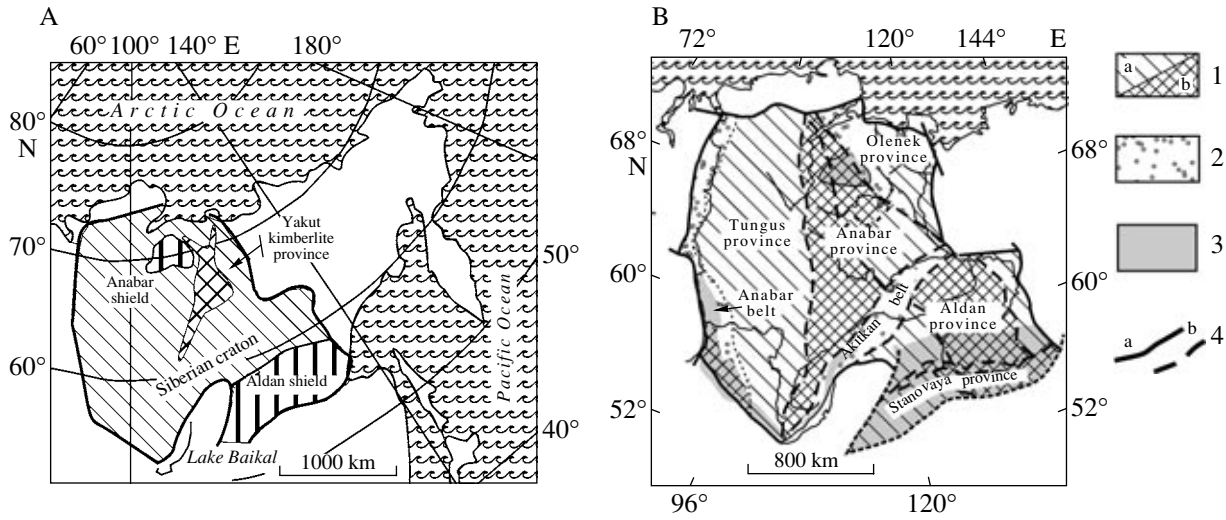 A
60° 100° 140° E 180°
Arctic Ocean
80°
N
Yakut
kimberlite
province
70°
50°
Anabar
shield
Pacific Ocean
Siberian craton
60°
Aldan shield
40°
Lake Baikal
1000 km
B
72° 120° 144° E
68°
N
Olenek
province
68°
Tungus
province
Anabar
province
60°
60°
Anabar
belt
Akitkan belt
Aldan
province
Stanovaya province
52°
52°
800 km
96° 120°
a b 1
2
3
a b 4